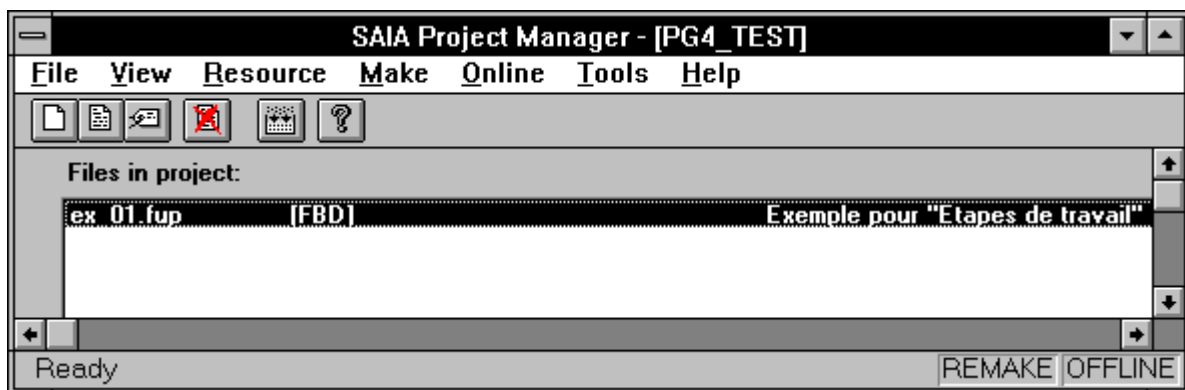 SAIA Project Manager - [PG4_TEST]
File View Resource Make Online Tools Help
Files in project:
ex_01.fup [FBD] Exemple pour "Etapes de travail"
Ready REMAKE OFFLINE